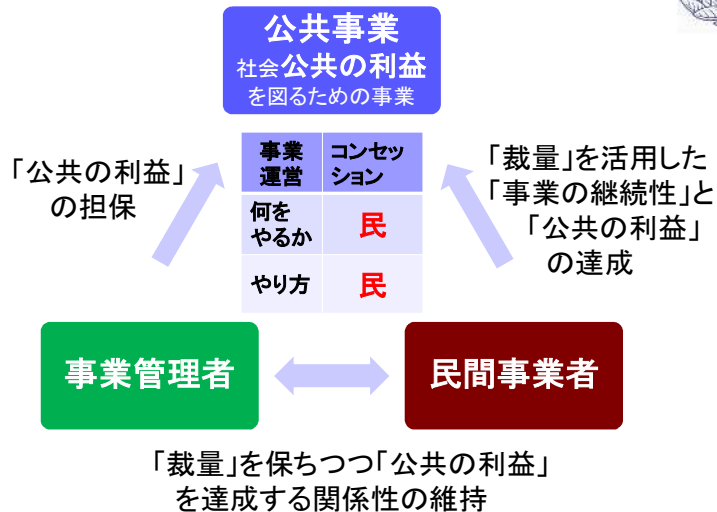 公共事業
社会公共の利益
を図るための事業
「公共の利益」
の担保
事業
運営
コンセッ
ション
何を
やるか
民
やり方
民
「裁量」を活用した
「事業の継続性」と
「公共の利益」
の達成
事業管理者
民間事業者
「裁量」を保ちつつ「公共の利益」
を達成する関係性の維持